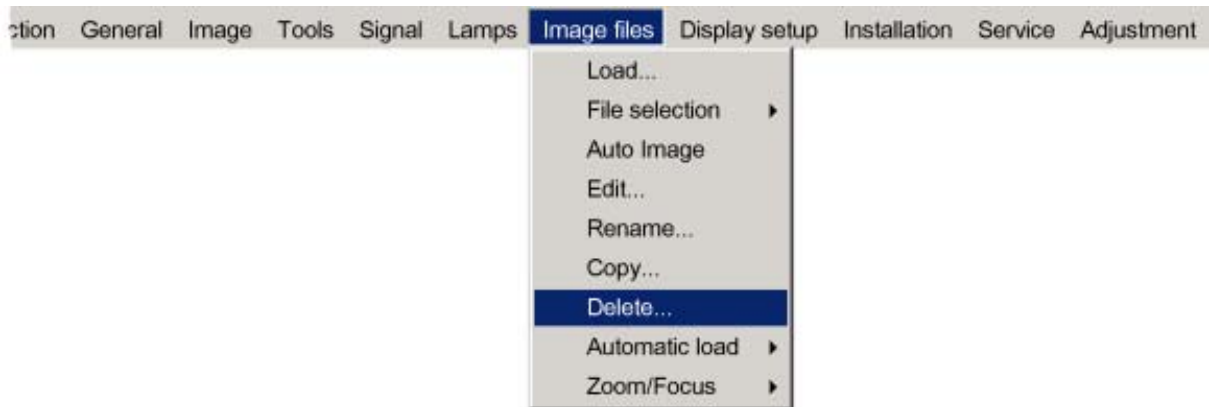 ction General Image Tools Signal Lamps Image files Display setup Installation Service Adjustment
Load...
File selection
Auto Image
Edit...
Rename...
Copy...
Delete...
Automatic load
Zoom/Focus